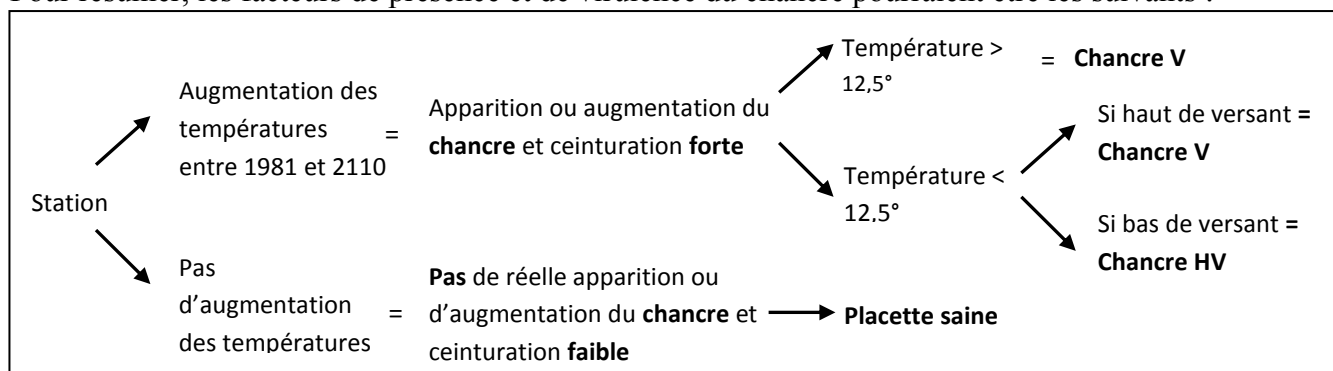 Pour résumer, les facteurs de présence et de virulence du chancre pourraient être les suivants :
Station
Augmentation des
températures
entre 1981 et 2110
=
Apparition ou augmentation du
chancre et ceinturation forte
Température >
12,5°
= Chancre V
Température <
12,5°
Si haut de versant =
Chancre V
Si bas de versant =
Chancre HV
Pas
d’augmentation
des températures
=
Pas de réelle apparition ou
d’augmentation du chancre et
ceinturation faible
Placette saine